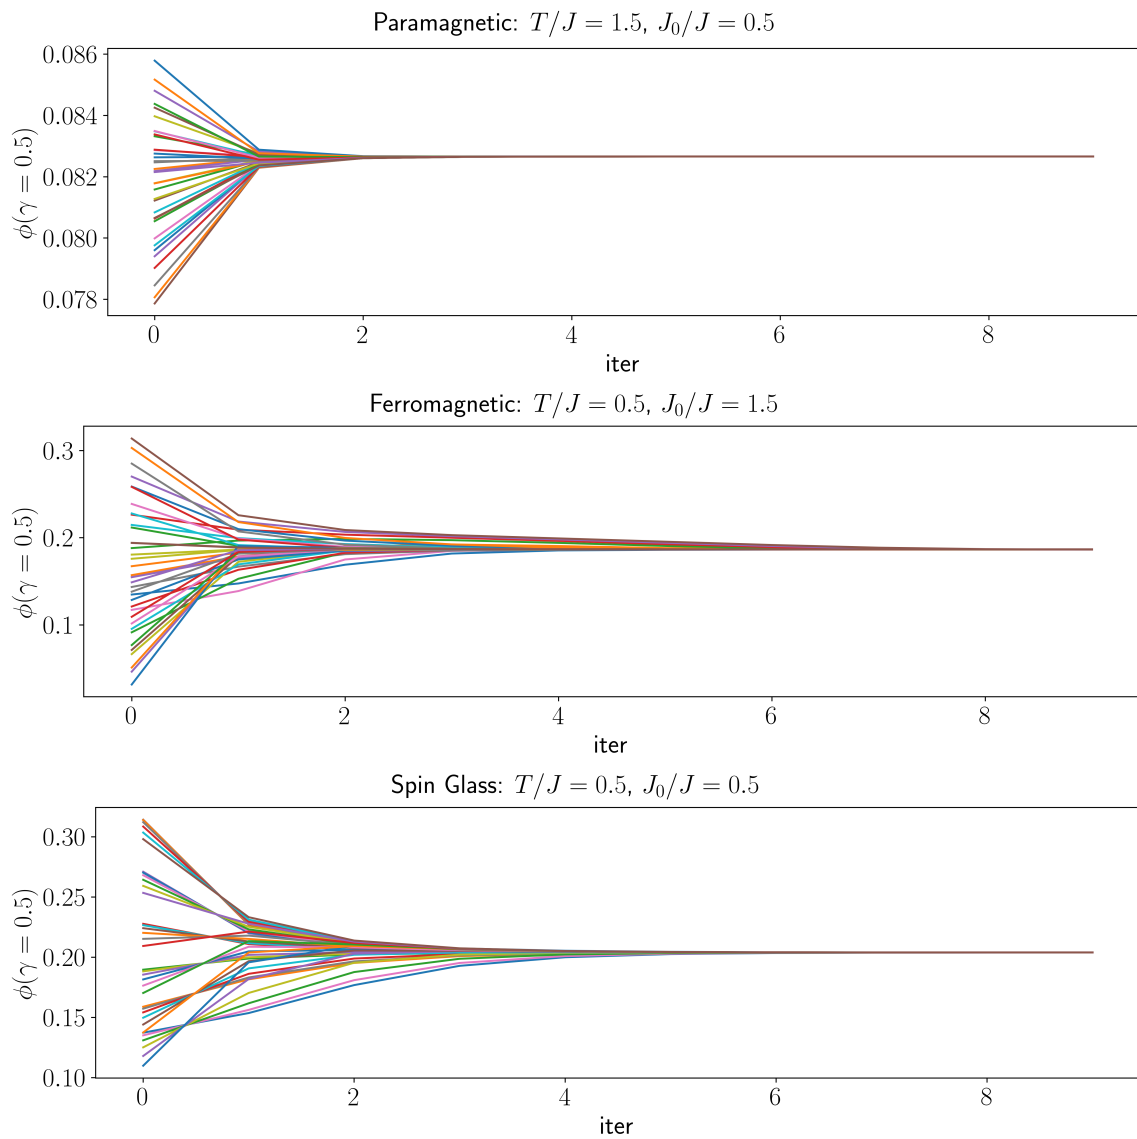 Paramagnetic: T/J = 1.5, J₀/J = 0.5
0.086
0.084
0.082
0.080
0.078
ϕ(γ = 0.5)
0 2 4 6 8
iter
Ferromagnetic: T/J = 0.5, J₀/J = 1.5
0.3
0.2
0.1
ϕ(γ = 0.5)
0 2 4 6 8
iter
Spin Glass: T/J = 0.5, J₀/J = 0.5
0.30
0.25
0.20
0.15
0.10
ϕ(γ = 0.5)
0 2 4 6 8
iter